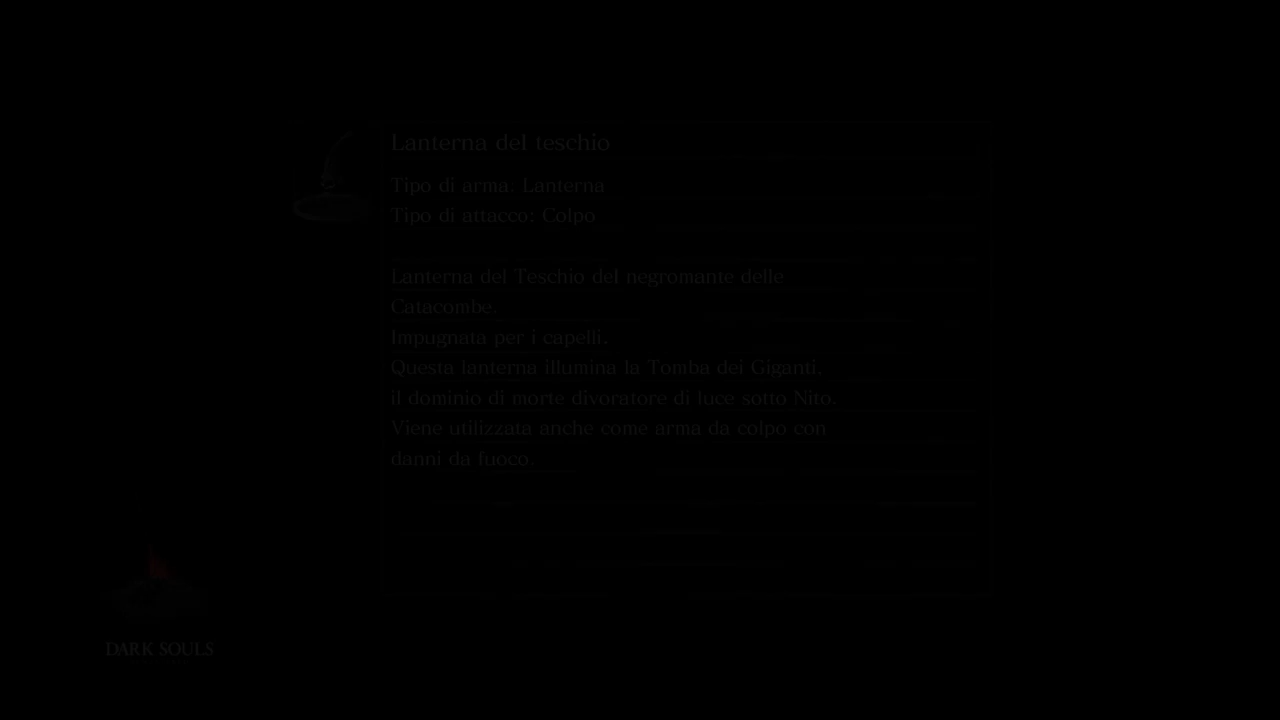 Lanterna del teschio
Tipo di arma: Lanterna
Tipo di attacco: Colpo
Lanterna del Teschio del negromante delle
Catacombe.
Impugnata per i capelli.
Questa lanterna illumina la Tomba dei Giganti,
il dominio di morte divoratore di luce sotto Nito.
Viene utilizzata anche come arma da colpo con
danni da fuoco.
DARK SOULS